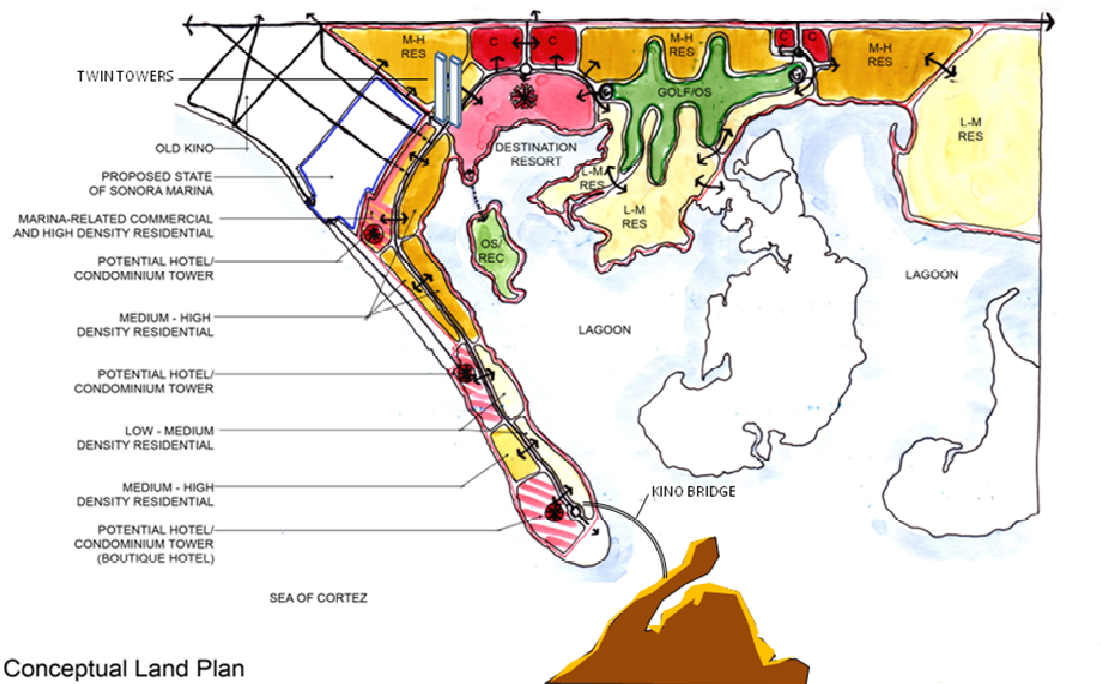 M-H
RES
C
C
M-H
RES
C
C
M-H
RES
TWINTOWERS
GOLF/OS
L-M
RES
OLD KINO
DESTINATION
RESORT
PROPOSED STATE
OF SONORA MARINA
L-M
RES
L-M
RES
MARINA-RELATED COMMERCIAL
AND HIGH DENSITY RESIDENTIAL
OS/
REC
POTENTIAL HOTEL/
CONDOMINIUM TOWER
LAGOON
MEDIUM - HIGH
DENSITY RESIDENTIAL
LAGOON
POTENTIAL HOTEL/
CONDOMINIUM TOWER
LOW - MEDIUM
DENSITY RESIDENTIAL
MEDIUM - HIGH
DENSITY RESIDENTIAL
KINO BRIDGE
POTENTIAL HOTEL/
CONDOMINIUM TOWER
(BOUTIQUE HOTEL)
SEA OF CORTEZ
Conceptual Land Plan